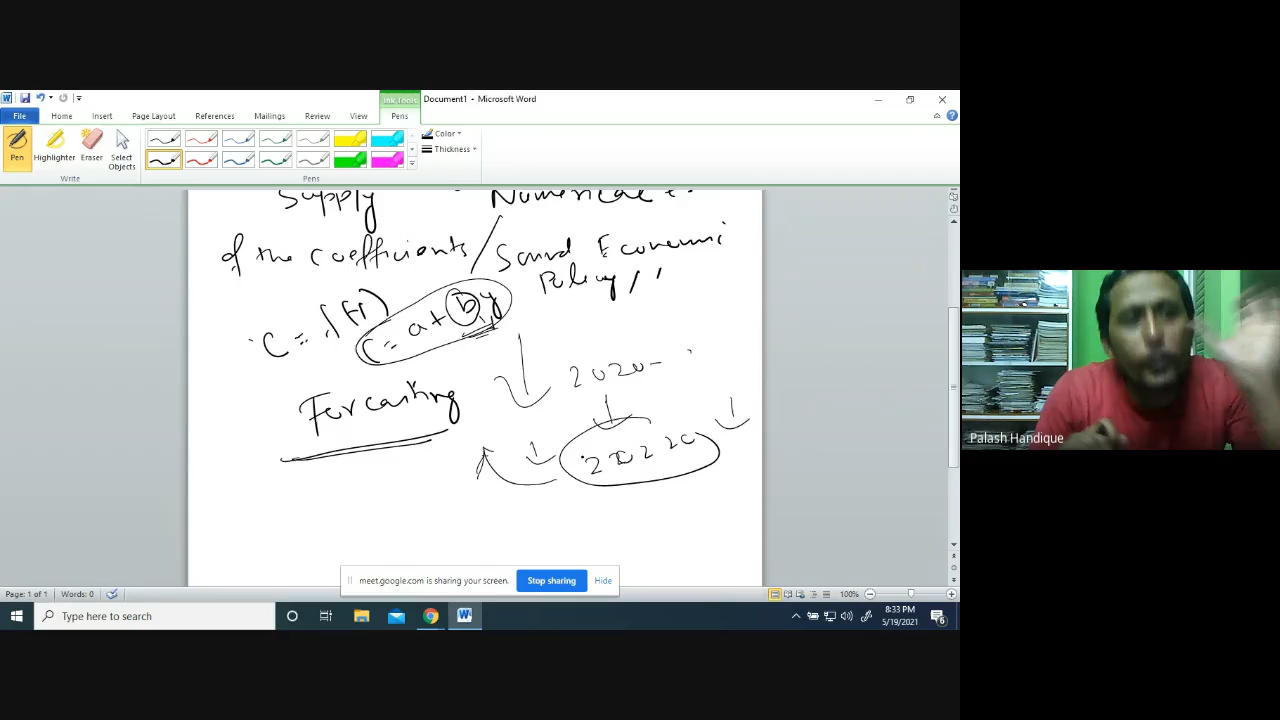 Document1 - Microsoft Word
Ink Tools
File Home Insert Page Layout References Mailings Review View Pens
Pen Highlighter Eraser Select Objects
Color
Thickness
Write
Pens
Supply Numerical
of the coefficients / Sound Economic
Policy
C = f(Y)
C = a + by
2020-
Forcasting
meet.google.com is sharing your screen. Stop sharing Hide
Page: 1 of 1 Words: 0
100%
Type here to search
8:33 PM
5/19/2021
6
Palash Handique